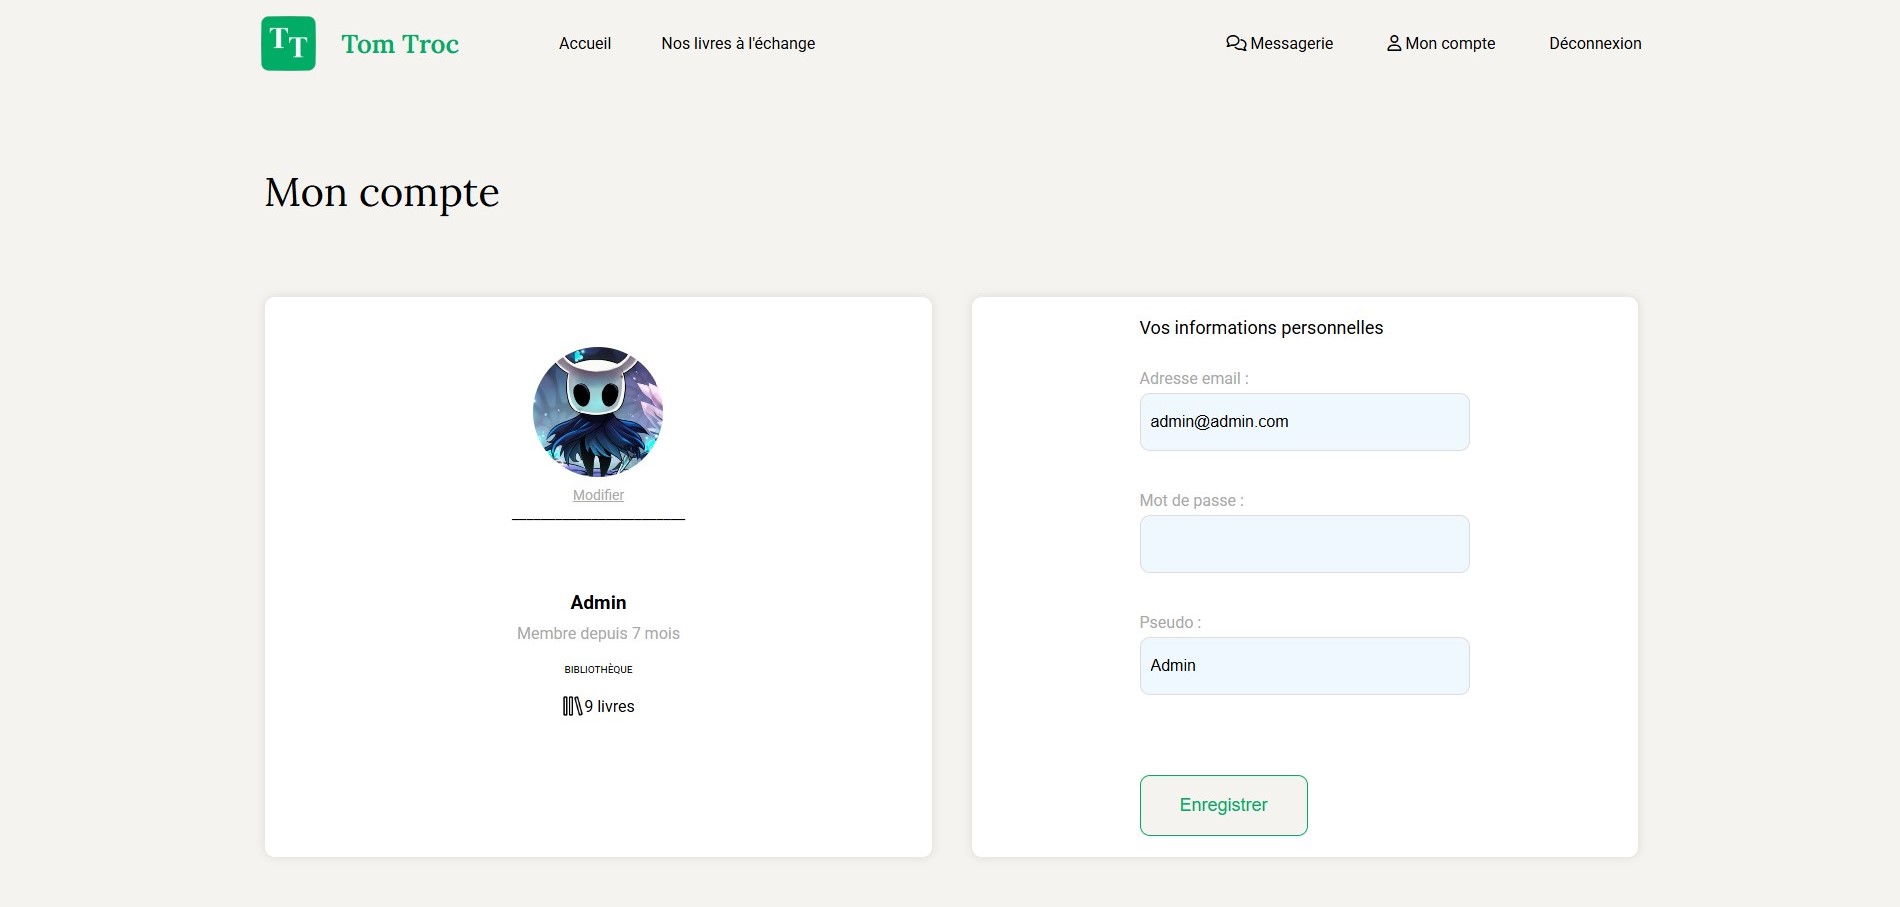 TT
Tom Troc
Accueil
Nos livres à l'échange
Messagerie
Mon compte
Déconnexion
Mon compte
Modifier
Admin
Membre depuis 7 mois
BIBLIOTHÈQUE
9 livres
Vos informations personnelles
Adresse email :
admin@admin.com
Mot de passe :
Pseudo :
Admin
Enregistrer